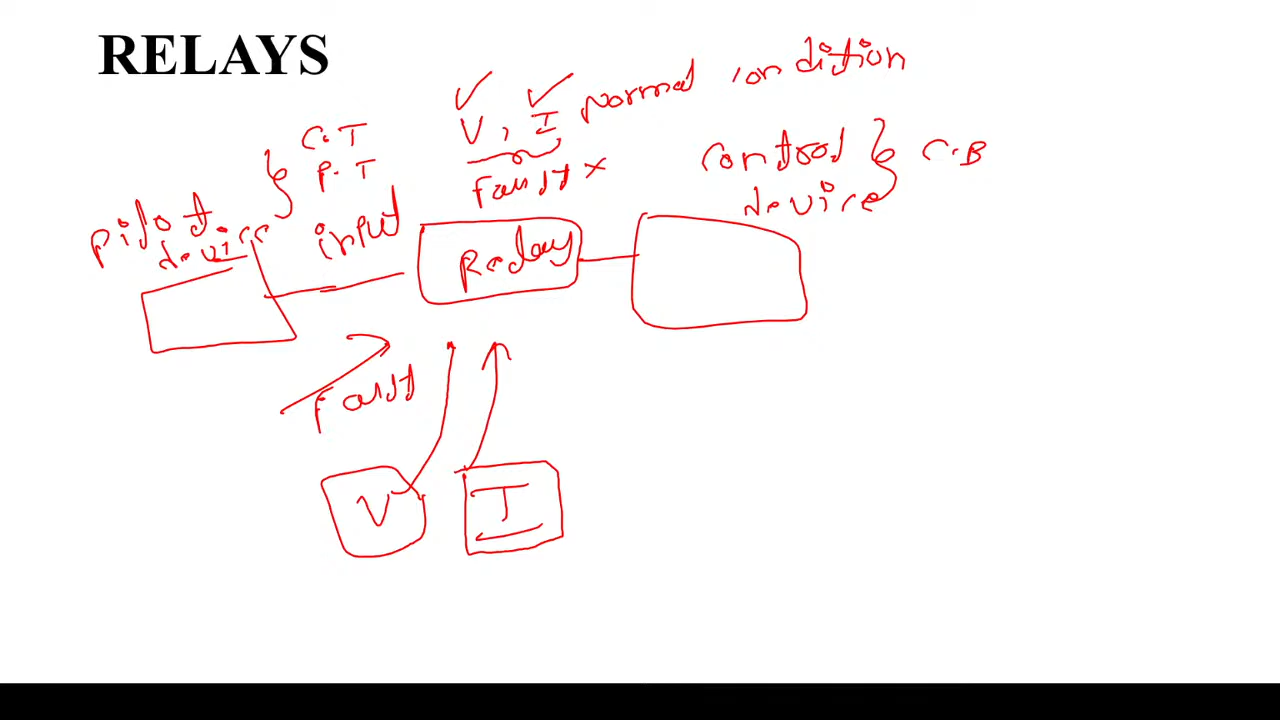 RELAYS
V, I normal condition
C.T
P.T
Fault ×
control device } C.B
pilot device
input
Relay
Fault
V
I